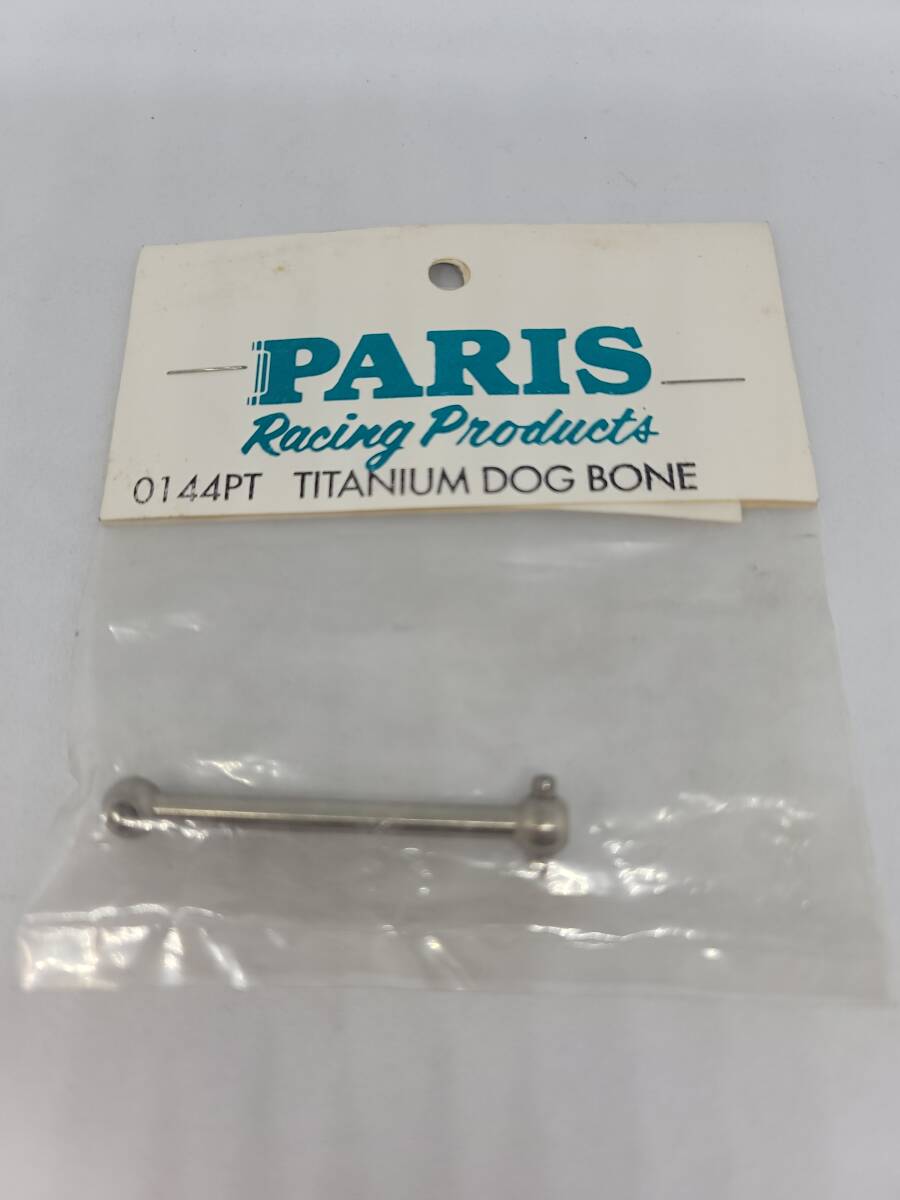 PARIS
Racing Products
0144PT TITANIUM DOG BONE